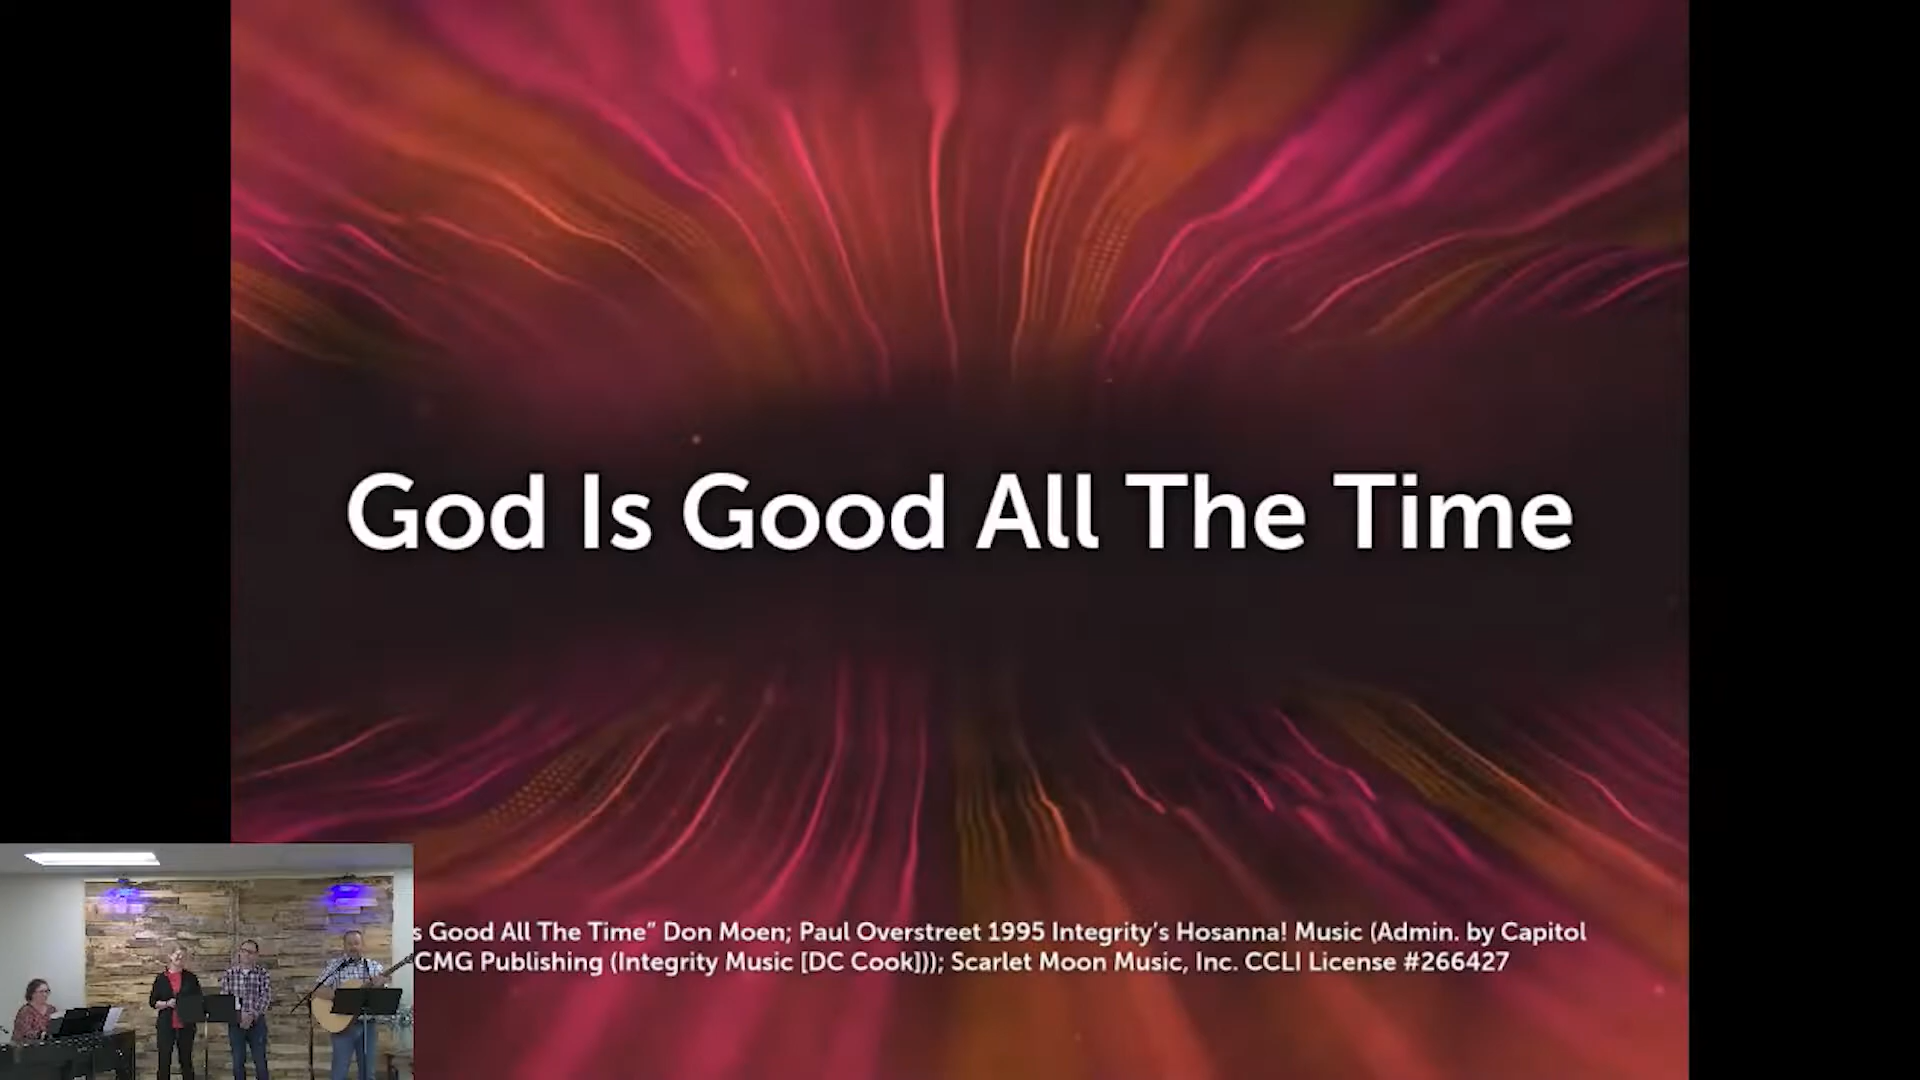 God Is Good All The Time
s Good All The Time” Don Moen; Paul Overstreet 1995 Integrity’s Hosanna! Music (Admin. by Capitol
CMG Publishing (Integrity Music [DC Cook])); Scarlet Moon Music, Inc. CCLI License #266427